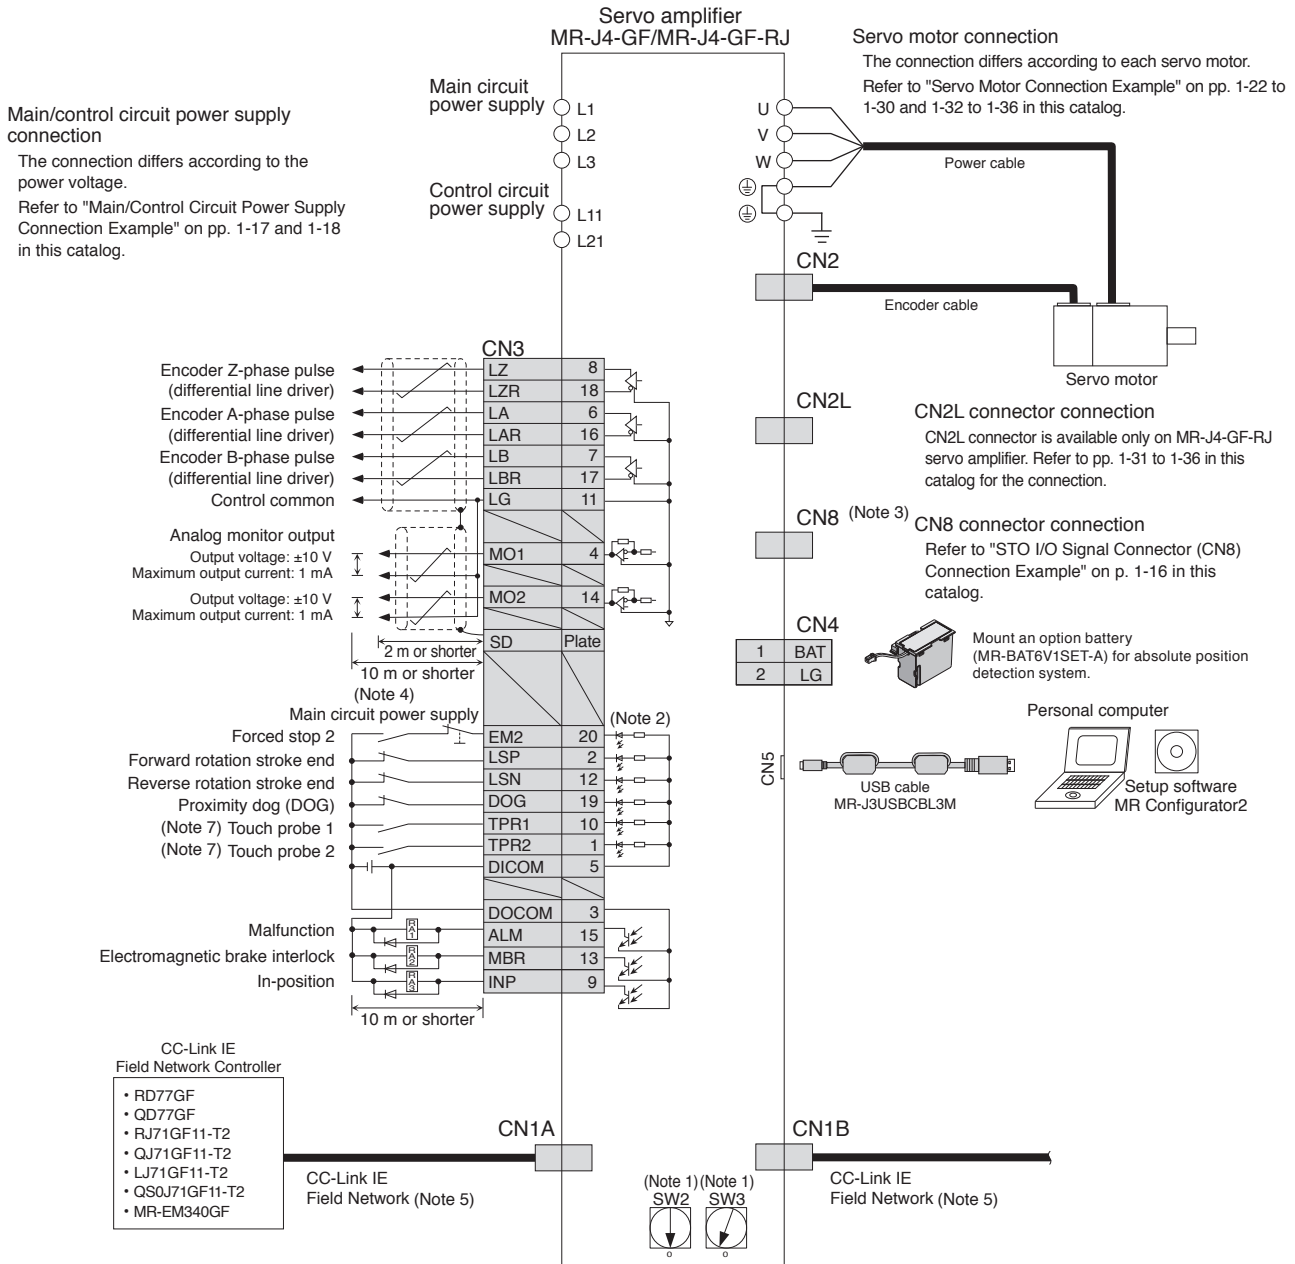 Servo amplifier
MR-J4-GF/MR-J4-GF-RJ
Servo motor connection
The connection differs according to each servo motor.
Refer to "Servo Motor Connection Example" on pp. 1-22 to
1-30 and 1-32 to 1-36 in this catalog.
Main/control circuit power supply
connection
The connection differs according to the
power voltage.
Refer to "Main/Control Circuit Power Supply
Connection Example" on pp. 1-17 and 1-18
in this catalog.
Main circuit
power supply
L1
L2
L3
Control circuit
power supply
L11
L21
U
V
W
Power cable
CN2
Encoder cable
Servo motor
CN2L
CN2L connector connection
CN2L connector is available only on MR-J4-GF-RJ
servo amplifier. Refer to pp. 1-31 to 1-36 in this
catalog for the connection.
CN8 (Note 3)
CN8 connector connection
Refer to "STO I/O Signal Connector (CN8)
Connection Example" on p. 1-16 in this
catalog.
CN4
1 BAT
2 LG
Mount an option battery
(MR-BAT6V1SET-A) for absolute position
detection system.
Personal computer
CN5
USB cable
MR-J3USBCBL3M
Setup software
MR Configurator2
CN3
Encoder Z-phase pulse LZ 8
(differential line driver) LZR 18
Encoder A-phase pulse LA 6
(differential line driver) LAR 16
Encoder B-phase pulse LB 7
(differential line driver) LBR 17
Control common LG 11
Analog monitor output
Output voltage: ±10 V MO1 4
Maximum output current: 1 mA
Output voltage: ±10 V MO2 14
Maximum output current: 1 mA
2 m or shorter SD Plate
10 m or shorter
(Note 4)
Main circuit power supply
(Note 2)
Forced stop 2 EM2 20
Forward rotation stroke end LSP 2
Reverse rotation stroke end LSN 12
Proximity dog (DOG) DOG 19
(Note 7) Touch probe 1 TPR1 10
(Note 7) Touch probe 2 TPR2 1
DICOM 5
DOCOM 3
Malfunction RA1 ALM 15
Electromagnetic brake interlock RA2 MBR 13
In-position RA3 INP 9
10 m or shorter
CC-Link IE
Field Network Controller
• RD77GF
• QD77GF
• RJ71GF11-T2
• QJ71GF11-T2
• LJ71GF11-T2
• QS0J71GF11-T2
• MR-EM340GF
CN1A
CC-Link IE
Field Network (Note 5)
CN1B
CC-Link IE
Field Network (Note 5)
(Note 1) (Note 1)
SW2 SW3
0 0